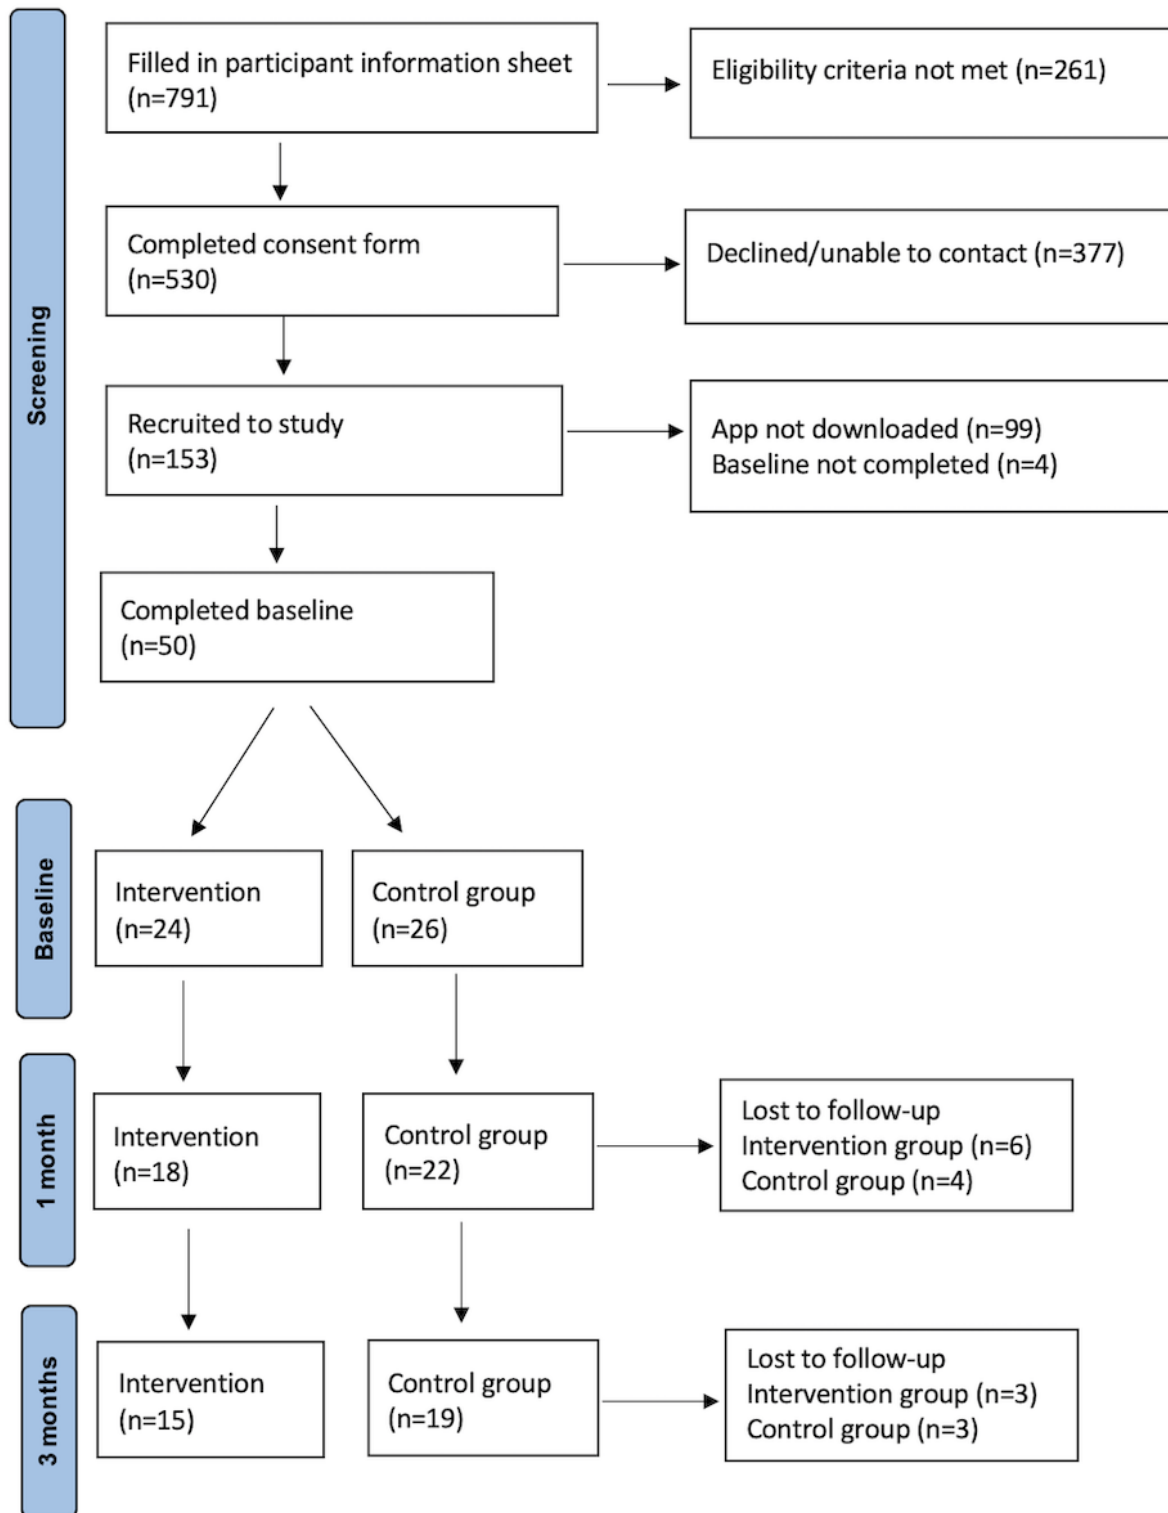 Screening
Filled in participant information sheet
(n=791)
Eligibility criteria not met (n=261)
Completed consent form
(n=530)
Declined/unable to contact (n=377)
Recruited to study
(n=153)
App not downloaded (n=99)
Baseline not completed (n=4)
Completed baseline
(n=50)
Baseline
Intervention
(n=24)
Control group
(n=26)
1 month
Intervention
(n=18)
Control group
(n=22)
Lost to follow-up
Intervention group (n=6)
Control group (n=4)
3 months
Intervention
(n=15)
Control group
(n=19)
Lost to follow-up
Intervention group (n=3)
Control group (n=3)